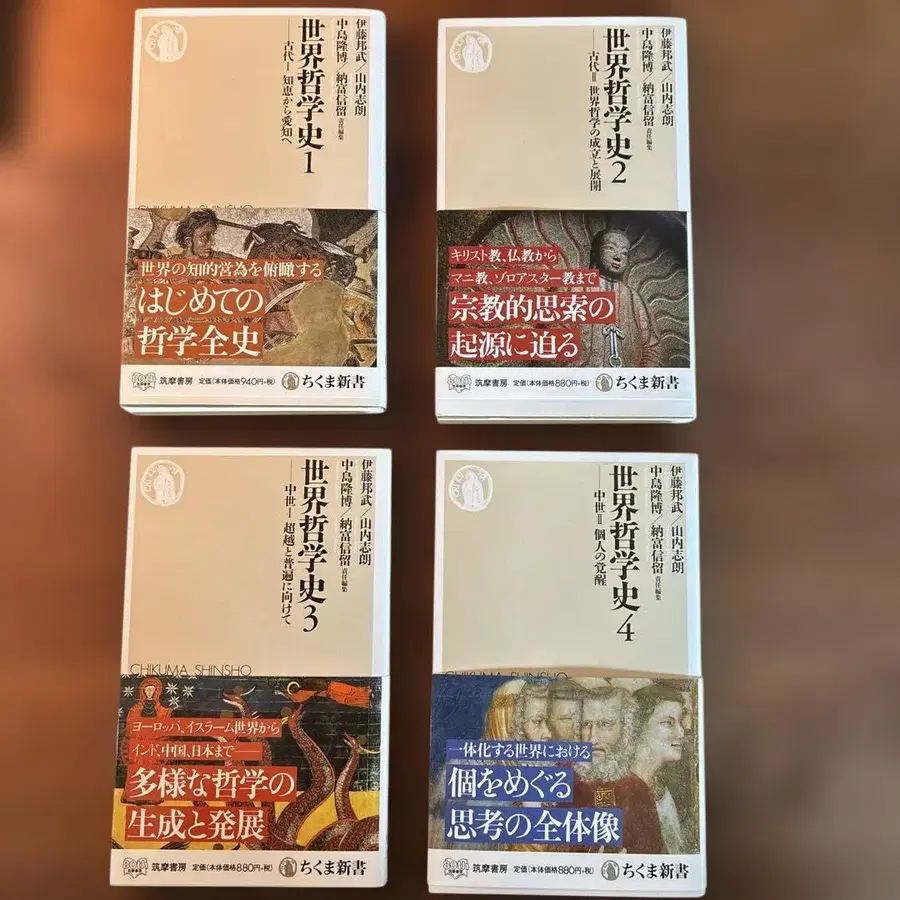 伊藤邦武/山内志朗
中島隆博/納富信留 責任編集
世界哲学史1
──古代Ⅰ 知恵から愛知へ
CHIKUMA SHINSHO
世界の知的営為を俯瞰する
はじめての
哲学全史
筑摩書房 定価(本体価格940円+税) ちくま新書
伊藤邦武/山内志朗
中島隆博/納富信留 責任編集
世界哲学史2
──古代Ⅱ 世界哲学の成立と展開
キリスト教、仏教から
マニ教、ゾロアスター教まで
宗教的思索の
起源に迫る
筑摩書房 定価(本体価格880円+税) ちくま新書
伊藤邦武/山内志朗
中島隆博/納富信留 責任編集
世界哲学史3
──中世Ⅰ 超越と普遍に向けて
CHIKUMA SHINSHO
ヨーロッパ、イスラーム世界から
インド、中国、日本まで──
多様な哲学の
生成と発展
筑摩書房 定価(本体価格880円+税) ちくま新書
伊藤邦武/山内志朗
中島隆博/納富信留 責任編集
世界哲学史4
──中世Ⅱ 個人の覚醒
CHIKUMA SHINSHO
一体化する世界における
個をめぐる
思考の全体像
筑摩書房 定価(本体価格880円+税) ちくま新書